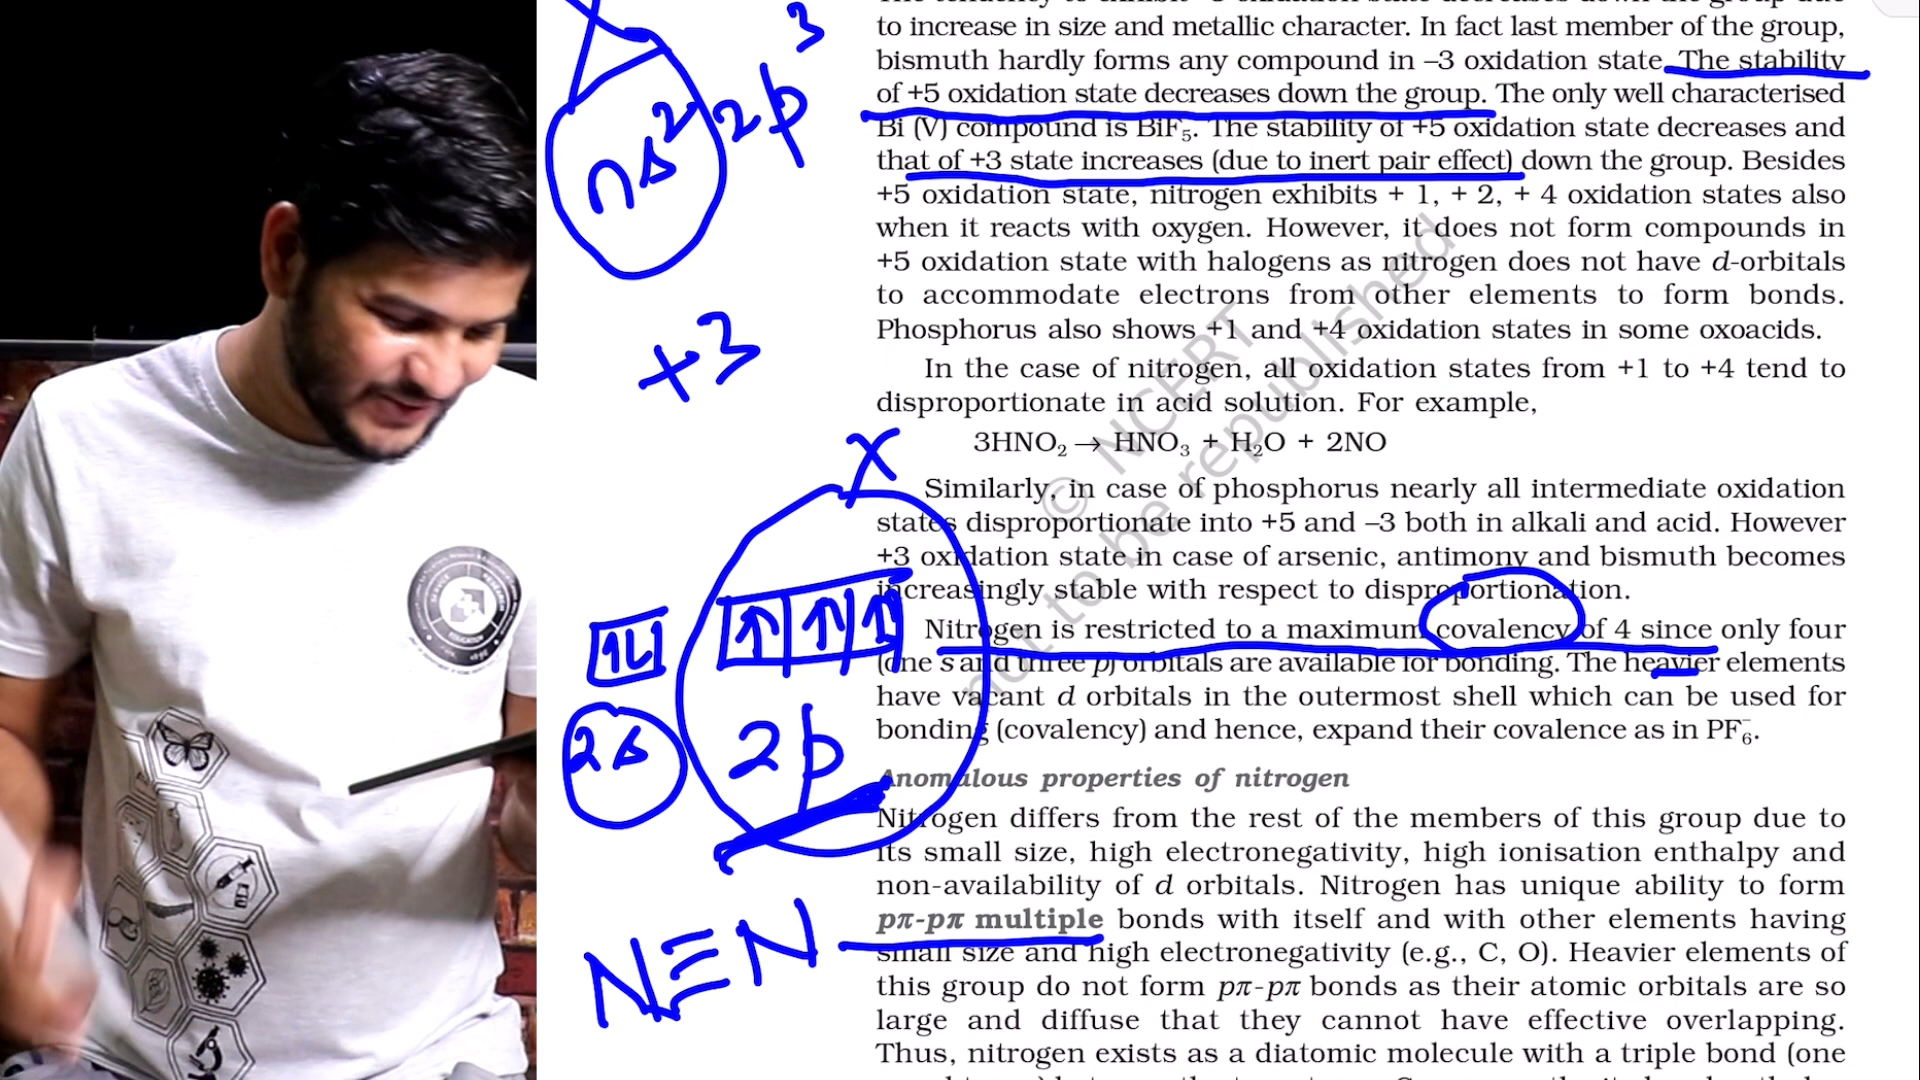 to increase in size and metallic character. In fact last member of the group,
bismuth hardly forms any compound in –3 oxidation state. The stability
of +5 oxidation state decreases down the group. The only well characterised
Bi (V) compound is BiF₅. The stability of +5 oxidation state decreases and
that of +3 state increases (due to inert pair effect) down the group. Besides
+5 oxidation state, nitrogen exhibits + 1, + 2, + 4 oxidation states also
when it reacts with oxygen. However, it does not form compounds in
+5 oxidation state with halogens as nitrogen does not have d-orbitals
to accommodate electrons from other elements to form bonds.
Phosphorus also shows +1 and +4 oxidation states in some oxoacids.
In the case of nitrogen, all oxidation states from +1 to +4 tend to
disproportionate in acid solution. For example,
3HNO₂ → HNO₃ + H₂O + 2NO
Similarly, in case of phosphorus nearly all intermediate oxidation
states disproportionate into +5 and –3 both in alkali and acid. However
+3 oxidation state in case of arsenic, antimony and bismuth becomes
increasingly stable with respect to disproportionation.
Nitrogen is restricted to a maximum covalency of 4 since only four
(one s and three p) orbitals are available for bonding. The heavier elements
have vacant d orbitals in the outermost shell which can be used for
bonding (covalency) and hence, expand their covalence as in PF₆⁻.
Anomalous properties of nitrogen
Nitrogen differs from the rest of the members of this group due to
its small size, high electronegativity, high ionisation enthalpy and
non-availability of d orbitals. Nitrogen has unique ability to form
pπ-pπ multiple bonds with itself and with other elements having
small size and high electronegativity (e.g., C, O). Heavier elements of
this group do not form pπ-pπ bonds as their atomic orbitals are so
large and diffuse that they cannot have effective overlapping.
Thus, nitrogen exists as a diatomic molecule with a triple bond (one
ns² 2p³
+3
2s 2p
N≡N
© NCERT
not to be republished
EDUCATION